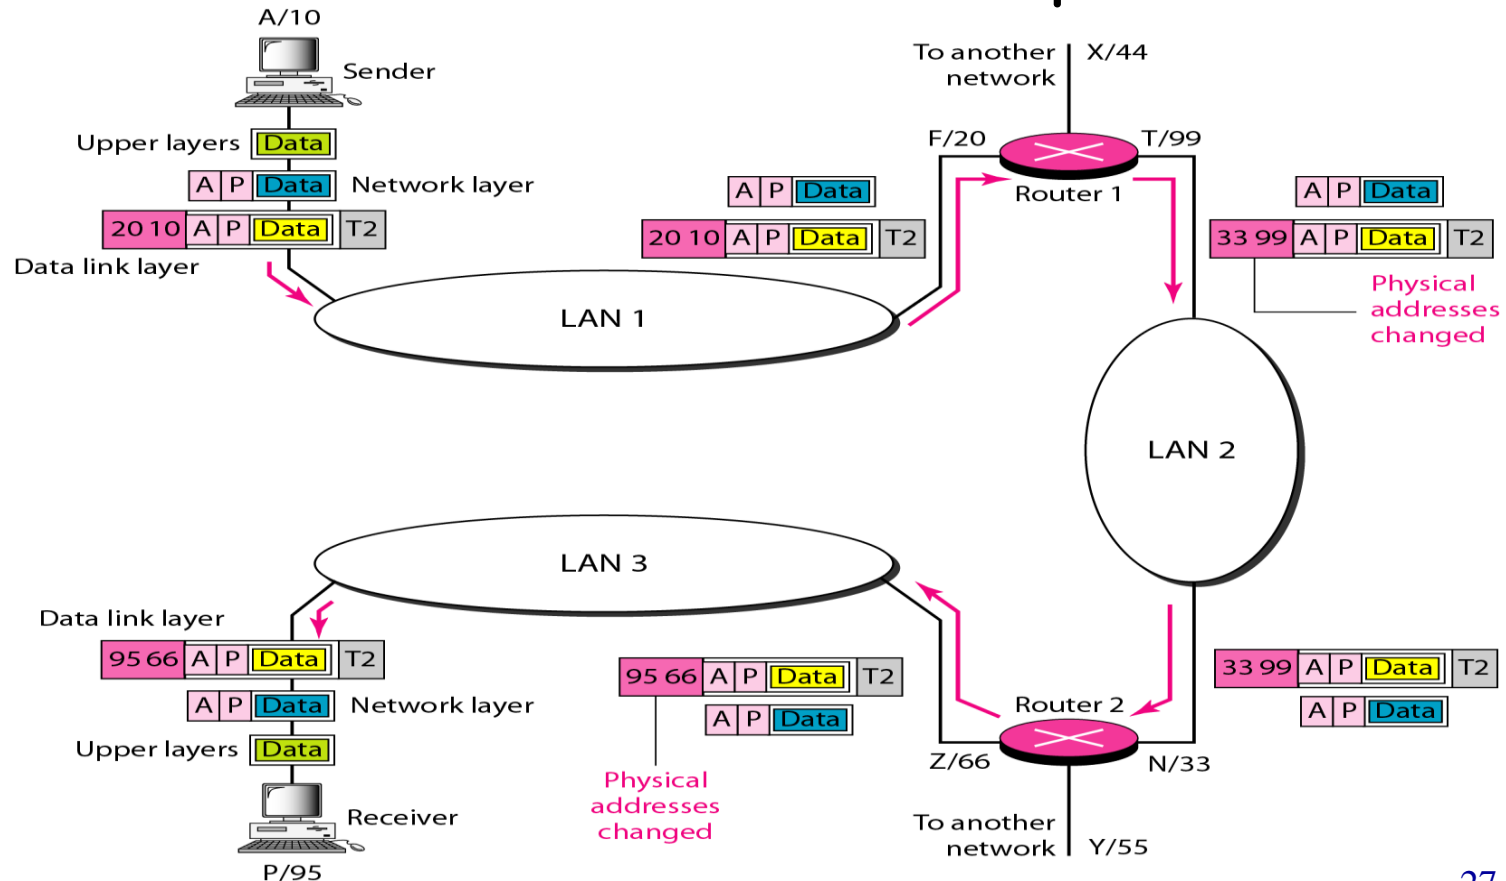 A/10
Sender
Upper layers Data
A P Data Network layer
20 10 A P Data T2
Data link layer
LAN 1
To another
network
X/44
F/20
T/99
Router 1
A P Data
20 10 A P Data T2
A P Data
33 99 A P Data T2
Physical
addresses
changed
LAN 2
LAN 3
33 99 A P Data T2
A P Data
Router 2
Z/66
N/33
To another
network
Y/55
95 66 A P Data T2
A P Data
Physical
addresses
changed
Data link layer
95 66 A P Data T2
A P Data Network layer
Upper layers Data
Receiver
P/95